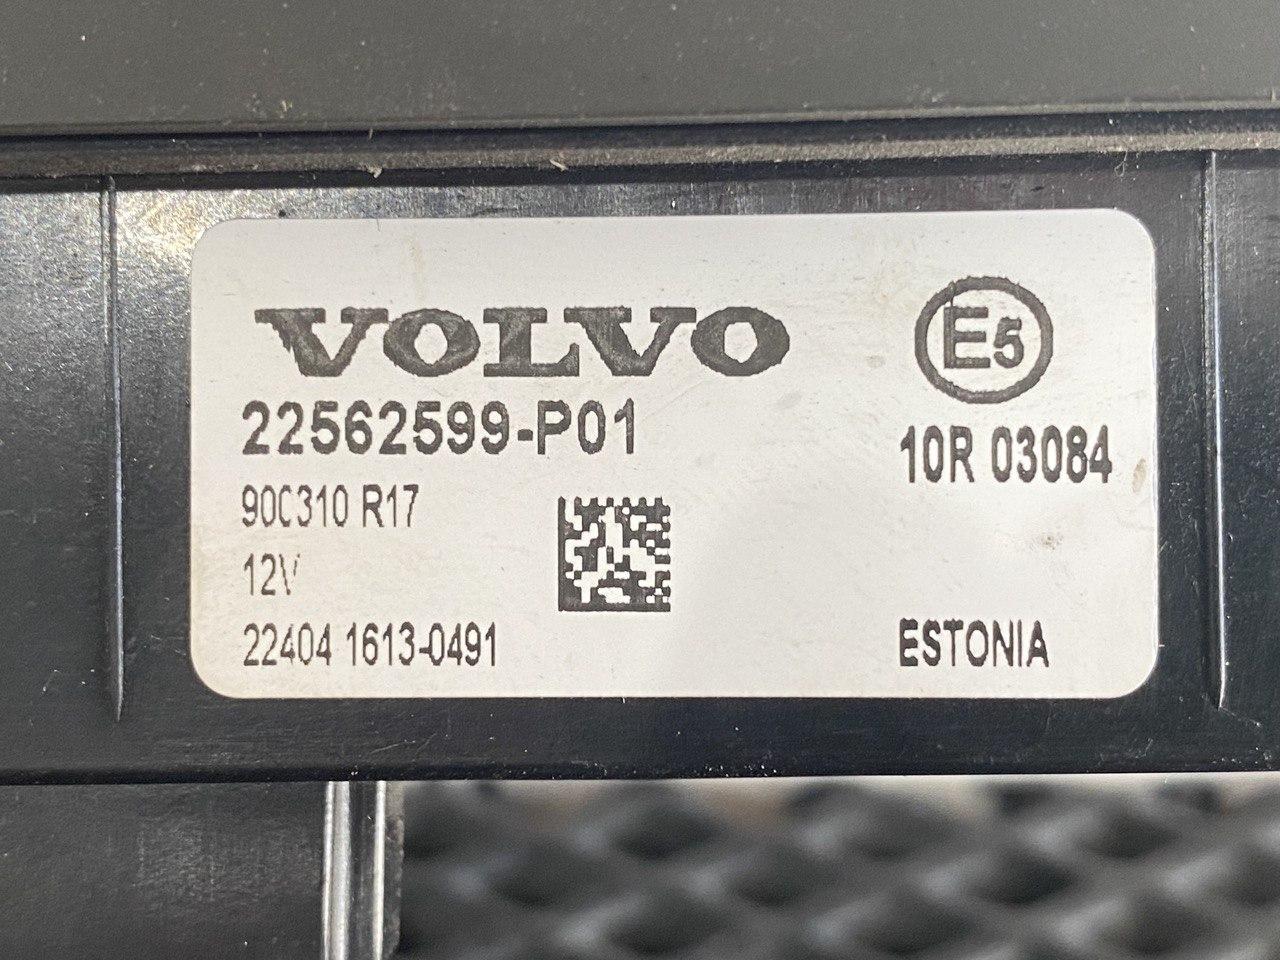 VOLVO
E5
22562599-P01
10R 03084
90C310 R17
12V
22404 1613-0491
ESTONIA